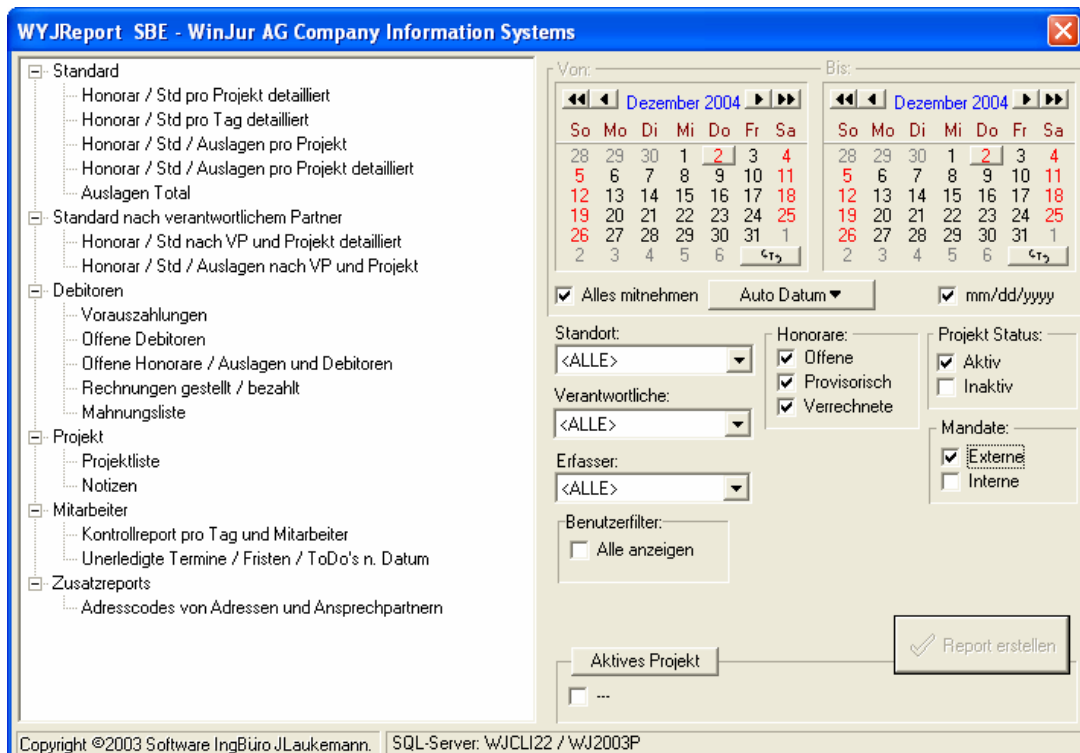 WYJReport SBE - WinJur AG Company Information Systems
Standard
Honorar / Std pro Projekt detailliert
Honorar / Std pro Tag detailliert
Honorar / Std / Auslagen pro Projekt
Honorar / Std / Auslagen pro Projekt detailliert
Auslagen Total
Standard nach verantwortlichem Partner
Honorar / Std nach VP und Projekt detailliert
Honorar / Std / Auslagen nach VP und Projekt
Debitoren
Vorauszahlungen
Offene Debitoren
Offene Honorare / Auslagen und Debitoren
Rechnungen gestellt / bezahlt
Mahnungsliste
Projekt
Projektliste
Notizen
Mitarbeiter
Kontrollreport pro Tag und Mitarbeiter
Unerledigte Termine / Fristen / ToDo's n. Datum
Zusatzreports
Adresscodes von Adressen und Ansprechpartnern
Von:
Dezember 2004
So Mo Di Mi Do Fr Sa
28 29 30 1 2 3 4
5 6 7 8 9 10 11
12 13 14 15 16 17 18
19 20 21 22 23 24 25
26 27 28 29 30 31 1
2 3 4 5 6
Bis:
Dezember 2004
So Mo Di Mi Do Fr Sa
28 29 30 1 2 3 4
5 6 7 8 9 10 11
12 13 14 15 16 17 18
19 20 21 22 23 24 25
26 27 28 29 30 31 1
2 3 4 5 6
Alles mitnehmen
Auto Datum
mm/dd/yyyy
Standort:
<ALLE>
Verantwortliche:
<ALLE>
Erfasser:
<ALLE>
Honorare:
Offene
Provisorisch
Verrechnete
Projekt Status:
Aktiv
Inaktiv
Mandate:
Externe
Interne
Benutzerfilter:
Alle anzeigen
Report erstellen
Aktives Projekt
---
Copyright ©2003 Software IngBüro JLaukemann.
SQL-Server: WJCLI22 / WJ2003P